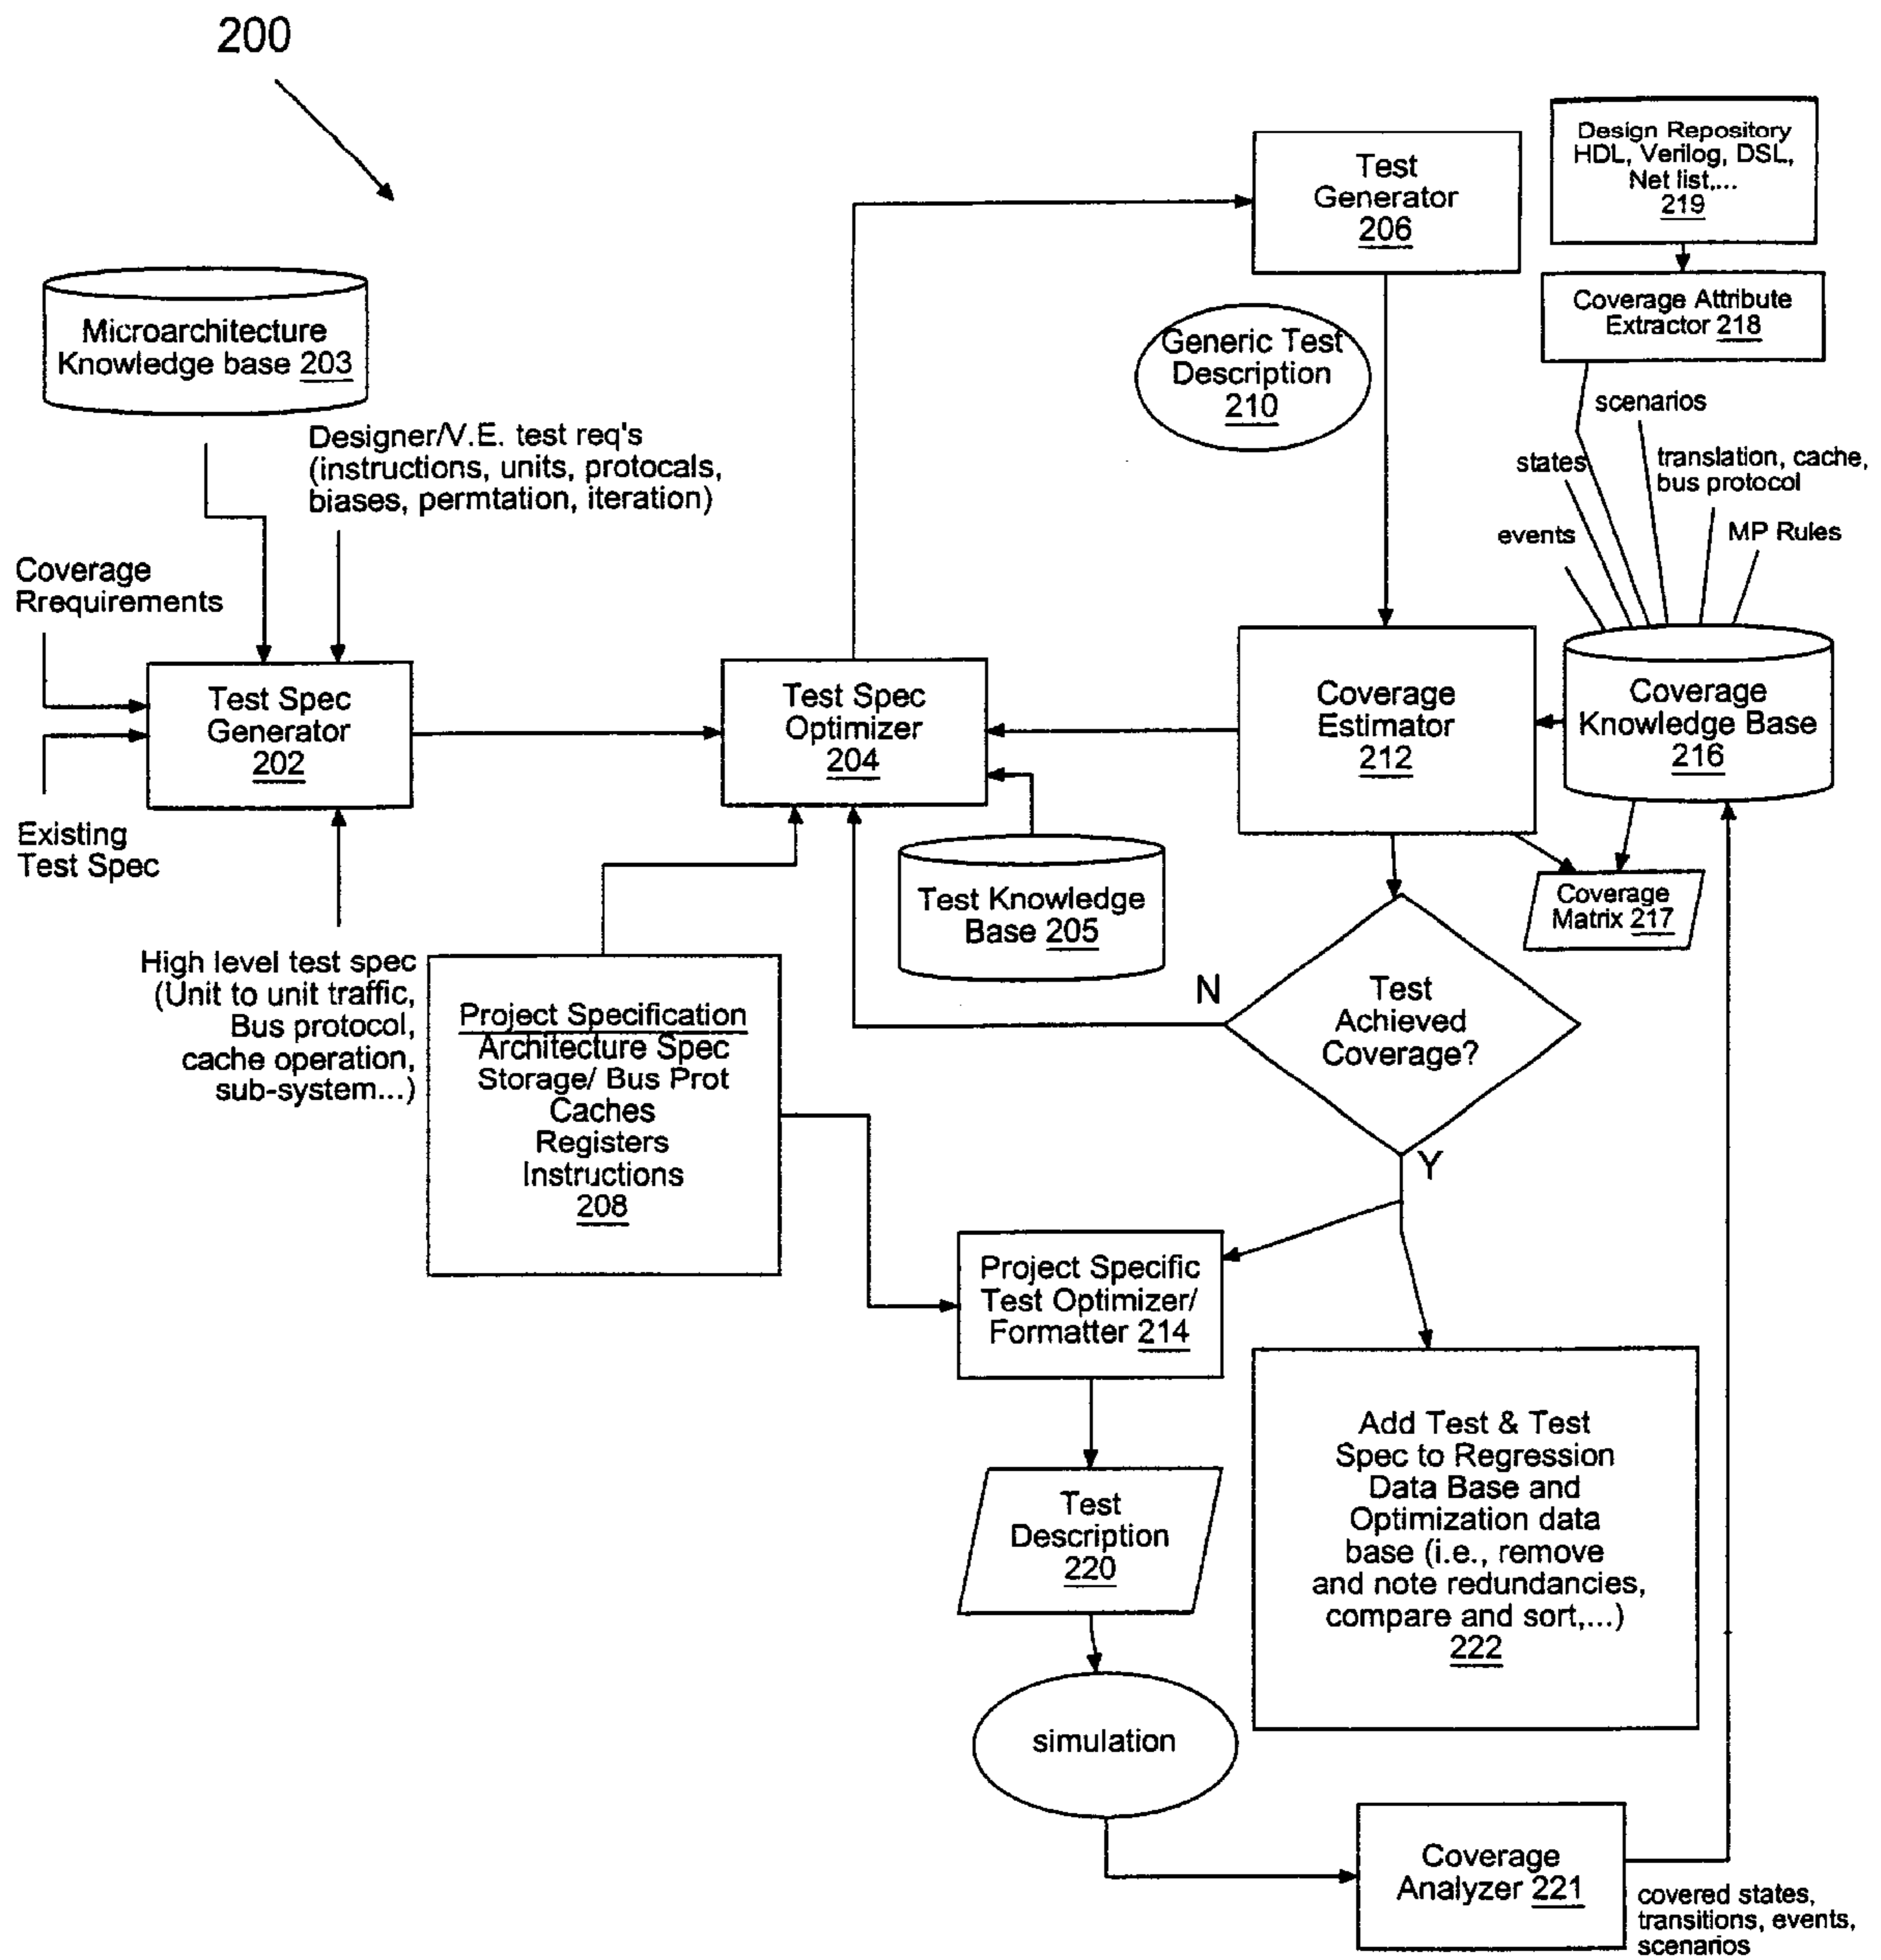 200
Test
Generator
206
Design Repository
HDL, Verilog, DSL,
Net list,...
219
Microarchitecture
Knowledge base 203
Coverage Attribute
Extractor 218
Generic Test
Description
210
Designer/V.E. test req's
(instructions, units, protocals,
biases, permtation, iteration)
scenarios
states
translation, cache,
bus protocol
events
MP Rules
Coverage
Rrequirements
Test Spec
Generator
202
Test Spec
Optimizer
204
Coverage
Estimator
212
Coverage
Knowledge Base
216
Existing
Test Spec
Test Knowledge
Base 205
Coverage
Matrix 217
High level test spec
(Unit to unit traffic,
Bus protocol,
cache operation,
sub-system...)
Project Specification
Architecture Spec
Storage/ Bus Prot
Caches
Registers
Instructions
208
N
Test
Achieved
Coverage?
Y
Project Specific
Test Optimizer/
Formatter 214
Test
Description
220
Add Test & Test
Spec to Regression
Data Base and
Optimization data
base (i.e., remove
and note redundancies,
compare and sort,...)
222
simulation
Coverage
Analyzer 221
covered states,
transitions, events,
scenarios